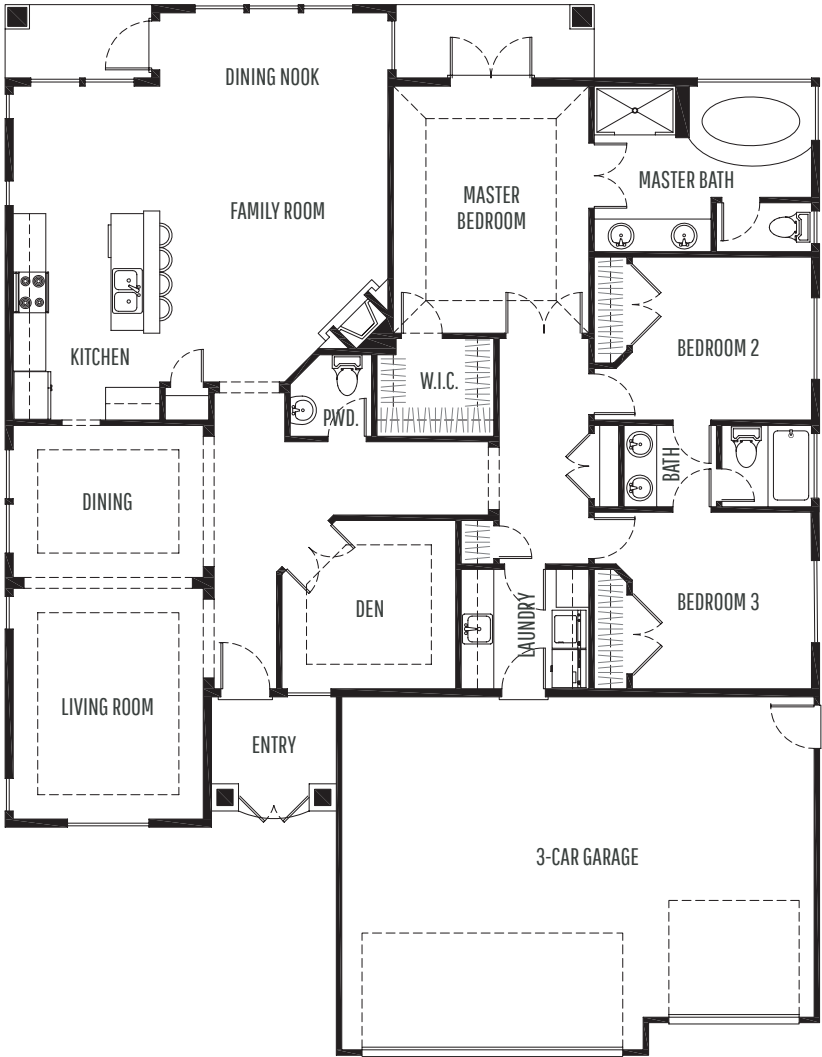 DINING NOOK
FAMILY ROOM
MASTER
BEDROOM
MASTER BATH
KITCHEN
PWD.
W.I.C.
BEDROOM 2
DINING
BATH
DEN
LAUNDRY
BEDROOM 3
LIVING ROOM
ENTRY
3-CAR GARAGE